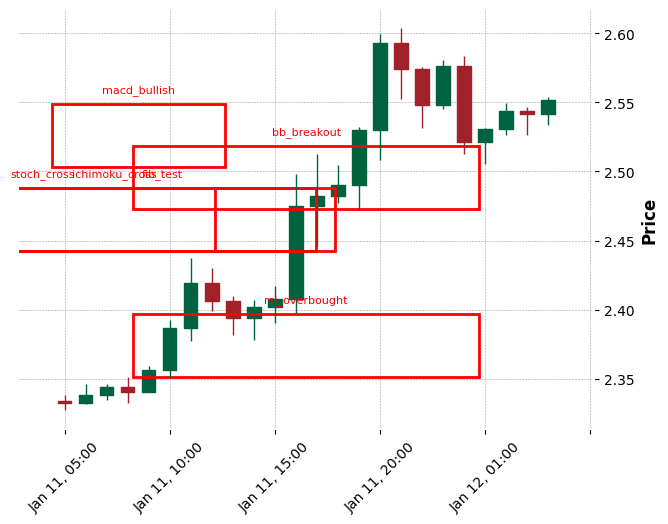 macd_bullish
bb_breakout
stoch_cross
ichimoku_cross
fib_test
rsi_overbought
2.60
2.55
2.50
2.45
2.40
2.35
Price
Jan 11, 05:00
Jan 11, 10:00
Jan 11, 15:00
Jan 11, 20:00
Jan 12, 01:00